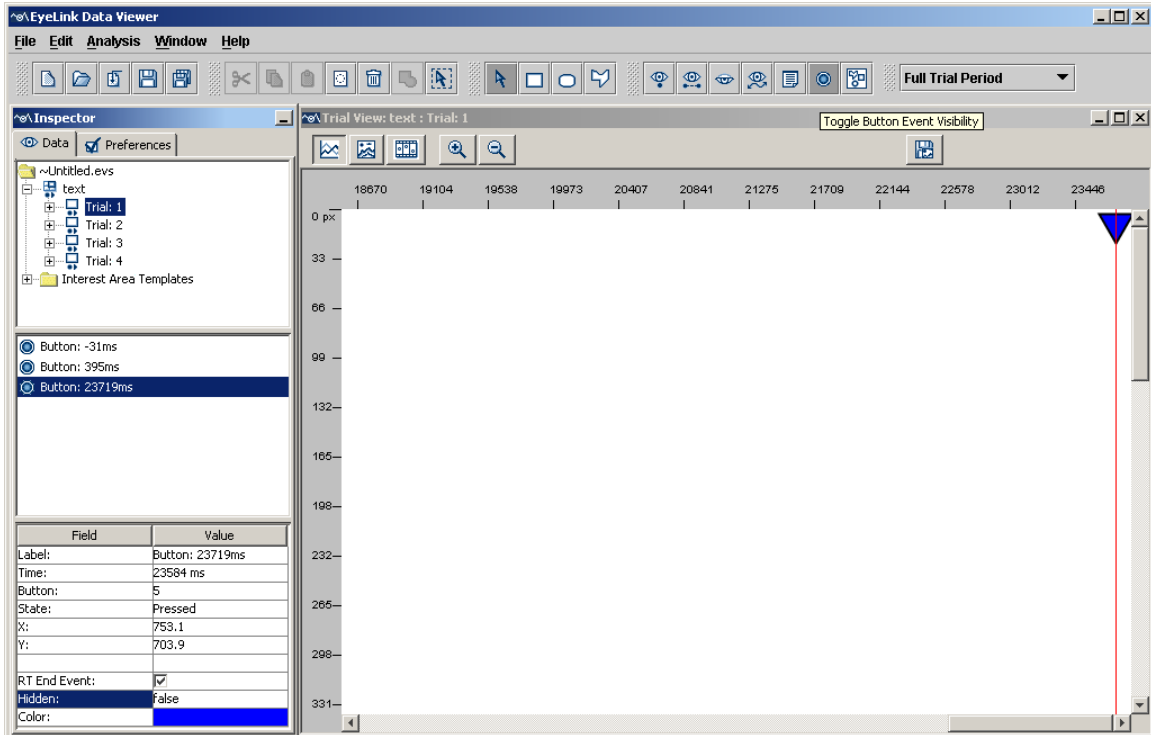 EyeLink Data Viewer
File Edit Analysis Window Help
Full Trial Period
Inspector
Data Preferences
~Untitled.evs
text
Trial: 1
Trial: 2
Trial: 3
Trial: 4
Interest Area Templates
Button: -31ms
Button: 395ms
Button: 23719ms
Field Value
Label: Button: 23719ms
Time: 23584 ms
Button: 5
State: Pressed
X: 753.1
Y: 703.9
RT End Event:
Hidden: false
Color:
Trial View: text : Trial: 1
Toggle Button Event Visibility
18670 19104 19538 19973 20407 20841 21275 21709 22144 22578 23012 23446
0 px
33
66
99
132
165
198
232
265
298
331